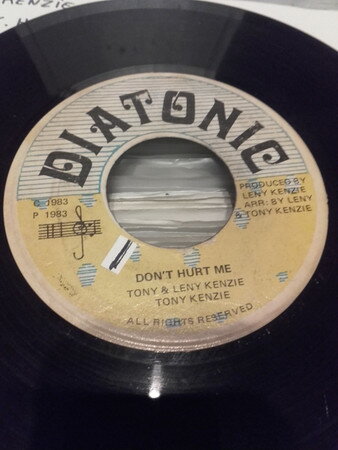 KENZIE
DIATONIC
C 1983
P 1983
PRODUCED BY
LENY KENZIE
ARR: BY LENY
& TONY KENZIE
DON'T HURT ME
TONY & LENY KENZIE
TONY KENZIE
ALL RIGHTS RESERVED